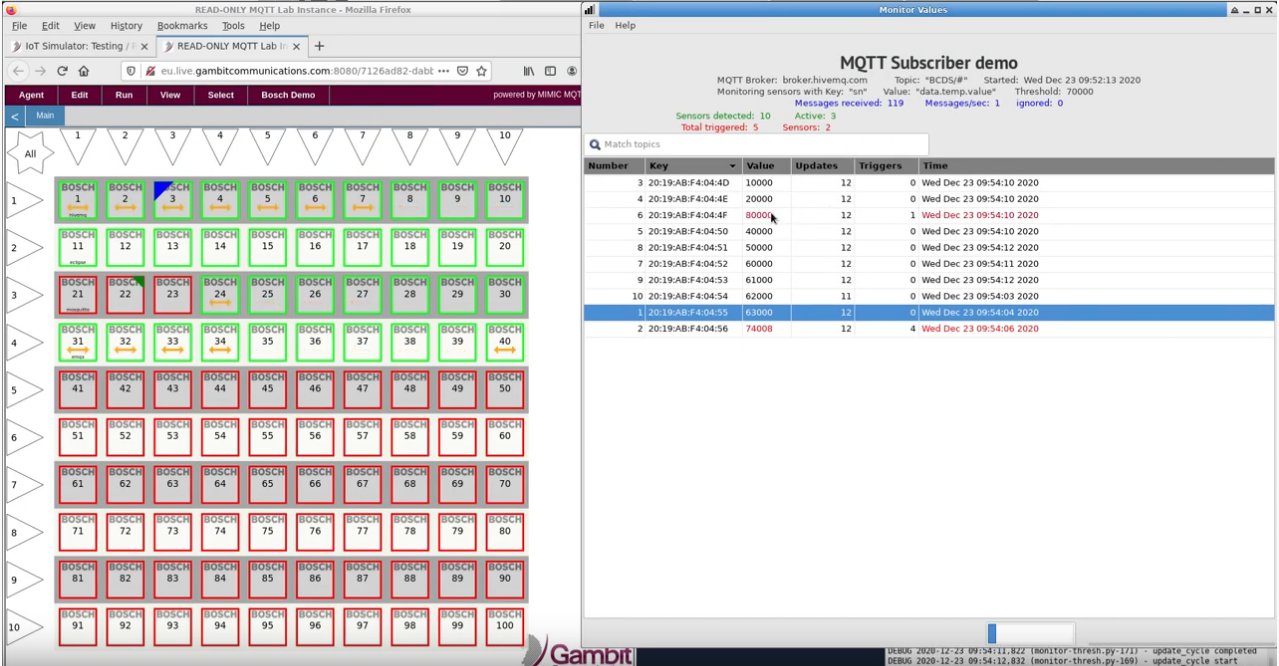 READ-ONLY MQTT Lab Instance - Mozilla Firefox
File Edit View History Bookmarks Tools Help
IoT Simulator: Testing / F
READ-ONLY MQTT Lab In
eu.live.gambitcommunications.com:8080/7126ad82-dabb
Agent Edit Run View Select Bosch Demo powered by MIMIC MQT
< Main
All 1 2 3 4 5 6 7 8 9 10
BOSCH BOSCH BOSCH BOSCH BOSCH BOSCH BOSCH BOSCH BOSCH BOSCH
1 1 2 3 4 5 6 7 8 9 10
hivemq
BOSCH BOSCH BOSCH BOSCH BOSCH BOSCH BOSCH BOSCH BOSCH BOSCH
2 11 12 13 14 15 16 17 18 19 20
eclipse
BOSCH BOSCH BOSCH BOSCH BOSCH BOSCH BOSCH BOSCH BOSCH BOSCH
3 21 22 23 24 25 26 27 28 29 30
mosquitto
BOSCH BOSCH BOSCH BOSCH BOSCH BOSCH BOSCH BOSCH BOSCH BOSCH
4 31 32 33 34 35 36 37 38 39 40
emqx
BOSCH BOSCH BOSCH BOSCH BOSCH BOSCH BOSCH BOSCH BOSCH BOSCH
5 41 42 43 44 45 46 47 48 49 50
BOSCH BOSCH BOSCH BOSCH BOSCH BOSCH BOSCH BOSCH BOSCH BOSCH
6 51 52 53 54 55 56 57 58 59 60
BOSCH BOSCH BOSCH BOSCH BOSCH BOSCH BOSCH BOSCH BOSCH BOSCH
7 61 62 63 64 65 66 67 68 69 70
BOSCH BOSCH BOSCH BOSCH BOSCH BOSCH BOSCH BOSCH BOSCH BOSCH
8 71 72 73 74 75 76 77 78 79 80
BOSCH BOSCH BOSCH BOSCH BOSCH BOSCH BOSCH BOSCH BOSCH BOSCH
9 81 82 83 84 85 86 87 88 89 90
BOSCH BOSCH BOSCH BOSCH BOSCH BOSCH BOSCH BOSCH BOSCH BOSCH
10 91 92 93 94 95 96 97 98 99 100
Gambit
Monitor Values
File Help
MQTT Subscriber demo
MQTT Broker: broker.hivemq.com Topic: "BCDS/#" Started: Wed Dec 23 09:52:13 2020
Monitoring sensors with Key: "sn" Value: "data.temp.value" Threshold: 70000
Messages received: 119 Messages/sec: 1 ignored: 0
Sensors detected: 10 Active: 3
Total triggered: 5 Sensors: 2
Match topics
Number Key Value Updates Triggers Time
3 20:19:AB:F4:04:4D 10000 12 0 Wed Dec 23 09:54:10 2020
4 20:19:AB:F4:04:4E 20000 12 0 Wed Dec 23 09:54:10 2020
6 20:19:AB:F4:04:4F 80000 12 1 Wed Dec 23 09:54:10 2020
5 20:19:AB:F4:04:50 40000 12 0 Wed Dec 23 09:54:10 2020
8 20:19:AB:F4:04:51 50000 12 0 Wed Dec 23 09:54:12 2020
7 20:19:AB:F4:04:52 60000 12 0 Wed Dec 23 09:54:11 2020
9 20:19:AB:F4:04:53 61000 12 0 Wed Dec 23 09:54:12 2020
10 20:19:AB:F4:04:54 62000 11 0 Wed Dec 23 09:54:03 2020
1 20:19:AB:F4:04:55 63000 12 0 Wed Dec 23 09:54:04 2020
2 20:19:AB:F4:04:56 74008 12 4 Wed Dec 23 09:54:06 2020
DEBUG 2020-12-23 09:54:11,822 (monitor-thresh.py-171) - update_cycle completed
DEBUG 2020-12-23 09:54:12,832 (monitor-thresh.py-169) - update_cycle start